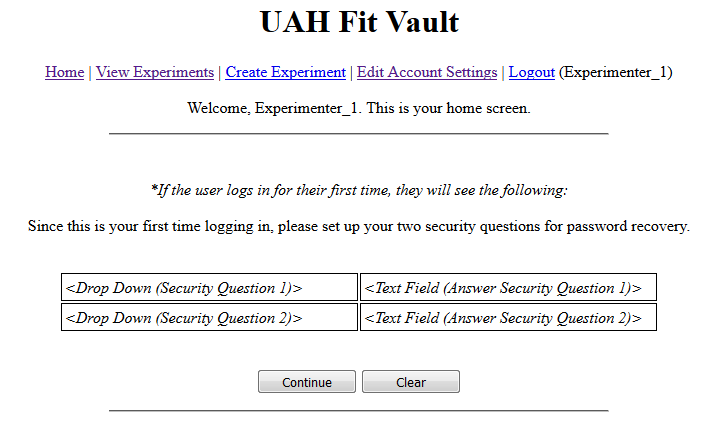 UAH Fit Vault
Home | View Experiments | Create Experiment | Edit Account Settings | Logout (Experimenter_1)
Welcome, Experimenter_1. This is your home screen.
*If the user logs in for their first time, they will see the following:
Since this is your first time logging in, please set up your two security questions for password recovery.
<Drop Down (Security Question 1)> <Text Field (Answer Security Question 1)>
<Drop Down (Security Question 2)> <Text Field (Answer Security Question 2)>
Continue Clear